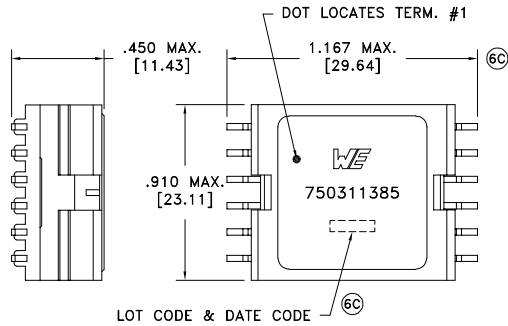 DOT LOCATES TERM. #1
.450 MAX.
[11.43]
1.167 MAX.
[29.64]
6C
.910 MAX.
[23.11]
WE
750311385
LOT CODE & DATE CODE
6C